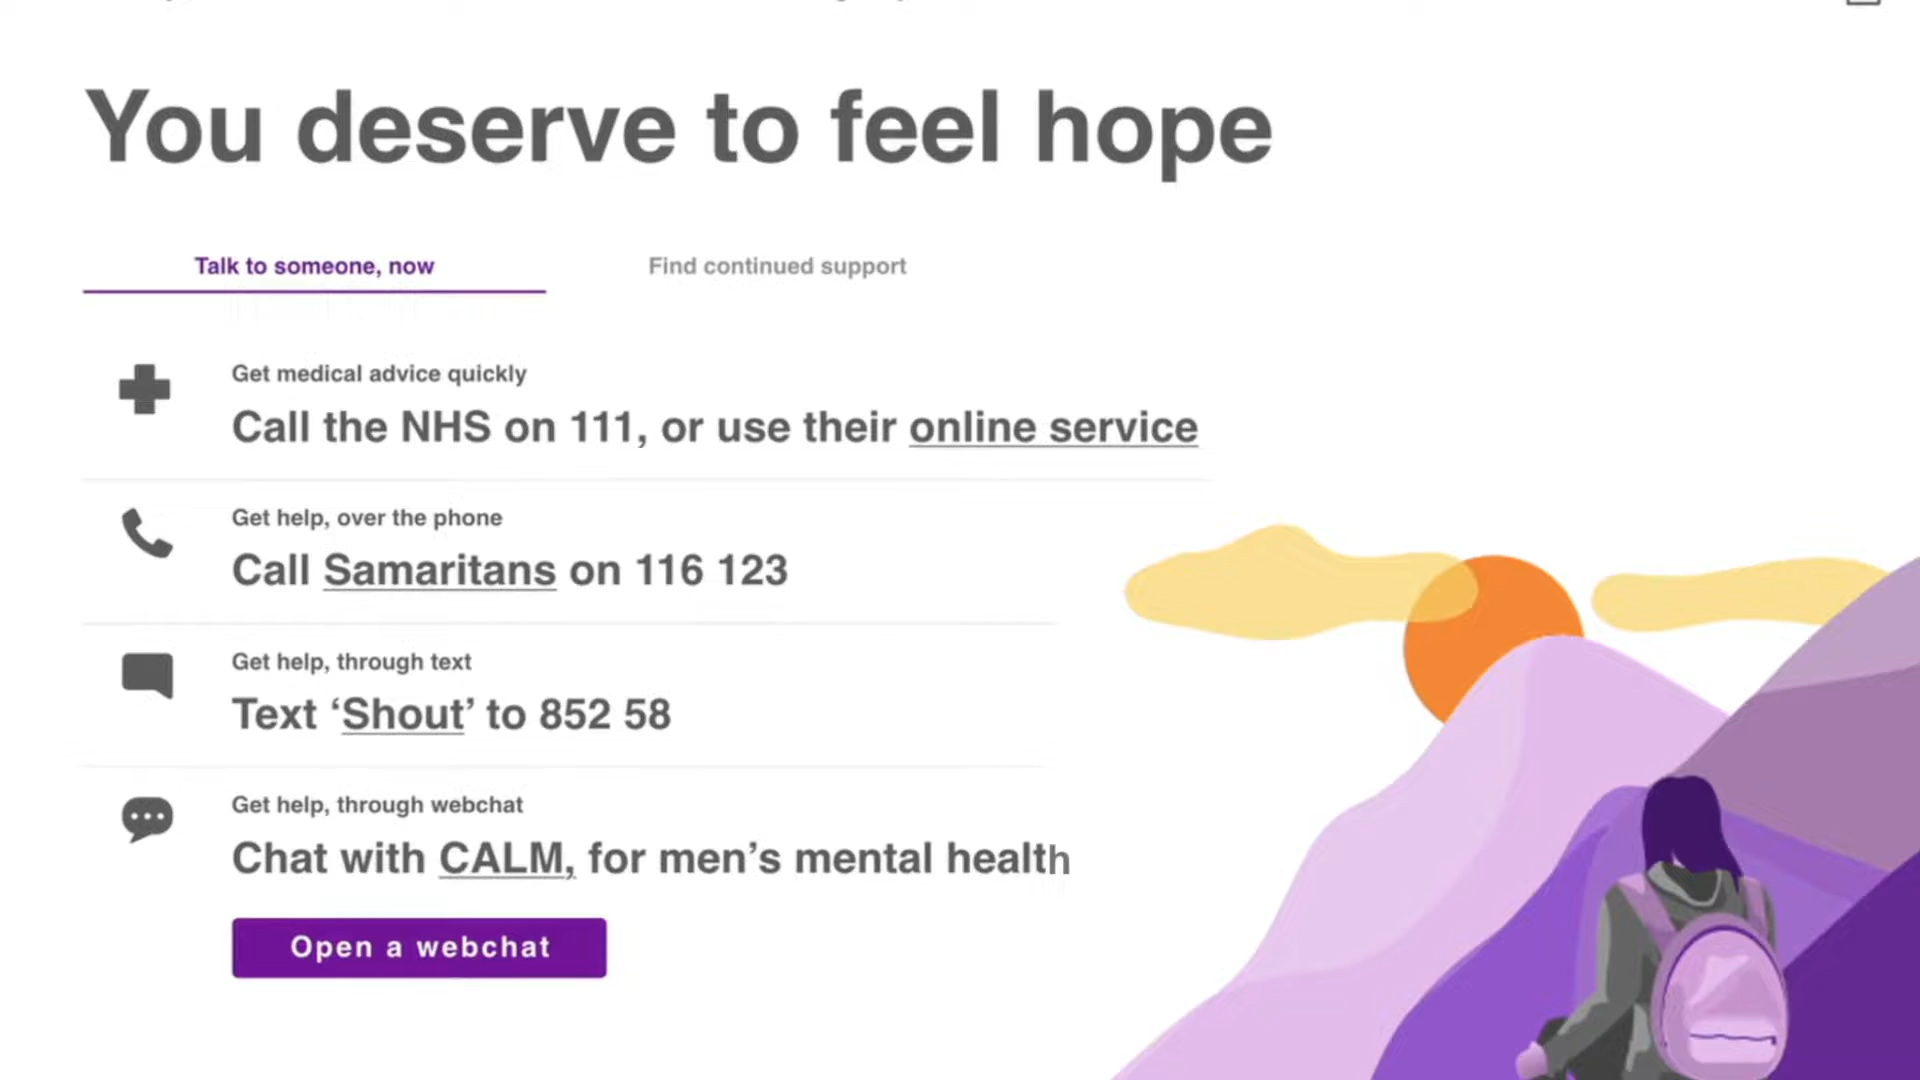 You deserve to feel hope
Talk to someone, now
Find continued support
Get medical advice quickly
Call the NHS on 111, or use their online service
Get help, over the phone
Call Samaritans on 116 123
Get help, through text
Text ‘Shout’ to 852 58
Get help, through webchat
Chat with CALM, for men’s mental health
Open a webchat